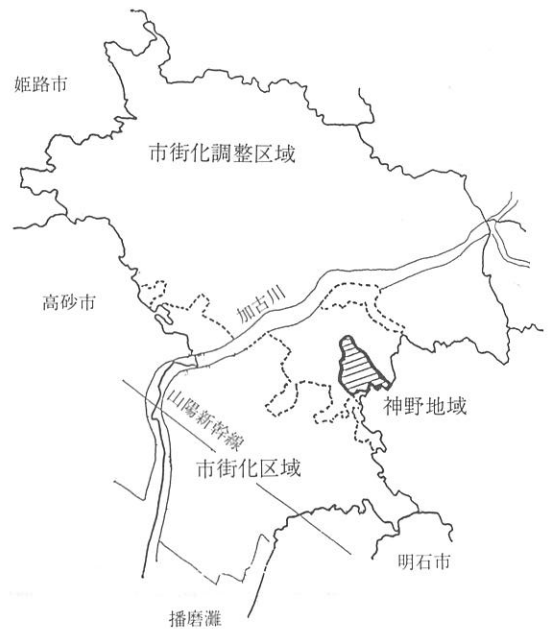 姫路市
市街化調整区域
高砂市
加古川
神野地域
山陽新幹線
市街化区域
明石市
播磨灘